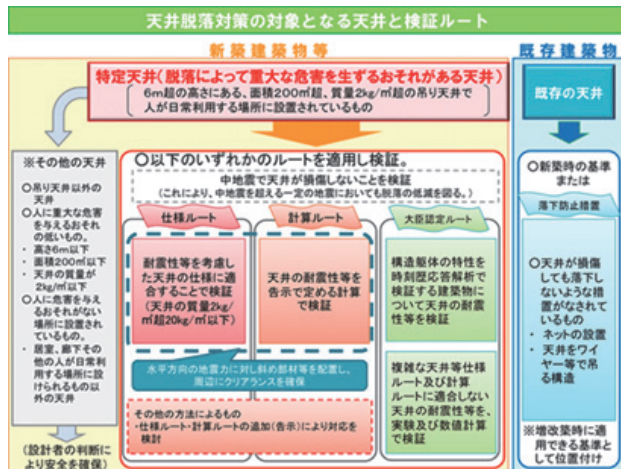 天井脱落対策の対象となる天井と検証ルート
新築建築物等
特定天井(脱落によって重大な危害を生ずるおそれがある天井)
6m超の高さにある、面積200㎡超、質量2kg/㎡超の吊り天井で
人が日常利用する場所に設置されているもの
※その他の天井
〇吊り天井以外の
天井
〇人に重大な危害
を与えるおそれ
の低いもの。
・ 高さ6m以下
・ 面積200㎡以下
・ 天井の質量が
2kg/㎡以下
〇人に危害を与え
るおそれがない
場所に設置され
ているもの。
・ 居室、廊下その
他の人が日常利
用する場所に設
けられるもの以
外の天井
(設計者の判断に
より安全を確保)
〇以下のいずれかのルートを適用し検証。
中地震で天井が損傷しないことを検証
(これにより、中地震を超える一定の地震においても脱落の低減を図る。)
仕様ルート
耐震性等を考慮し
た天井の仕様に適
合することで検証
(天井の質量2kg/
㎡超20kg/㎡以下)
計算ルート
天井の耐震性等を
告示で定める計算
で検証
水平方向の地震力に対し斜め部材等を配置し、
周辺にクリアランスを確保
その他の方法によるもの
・仕様ルート・計算ルートの追加(告示)により対応を
検討
大臣認定ルート
構造躯体の特性を
時刻歴応答解析で
検証する建築物に
ついて天井の耐震
性等を検証
複雑な天井等仕様
ルート及び計算
ルートに適合しない
天井の耐震性等を、
実験及び数値計算
で検証
既存建築物
既存の天井
〇新築時の基準
または
落下防止措置
〇天井が損傷
しても落下し
ないような措
置がなされて
いるもの
・ ネットの設置
・ 天井をワイ
ヤー等で吊
る構造
※増改築時に適
用できる基準と
して位置付け